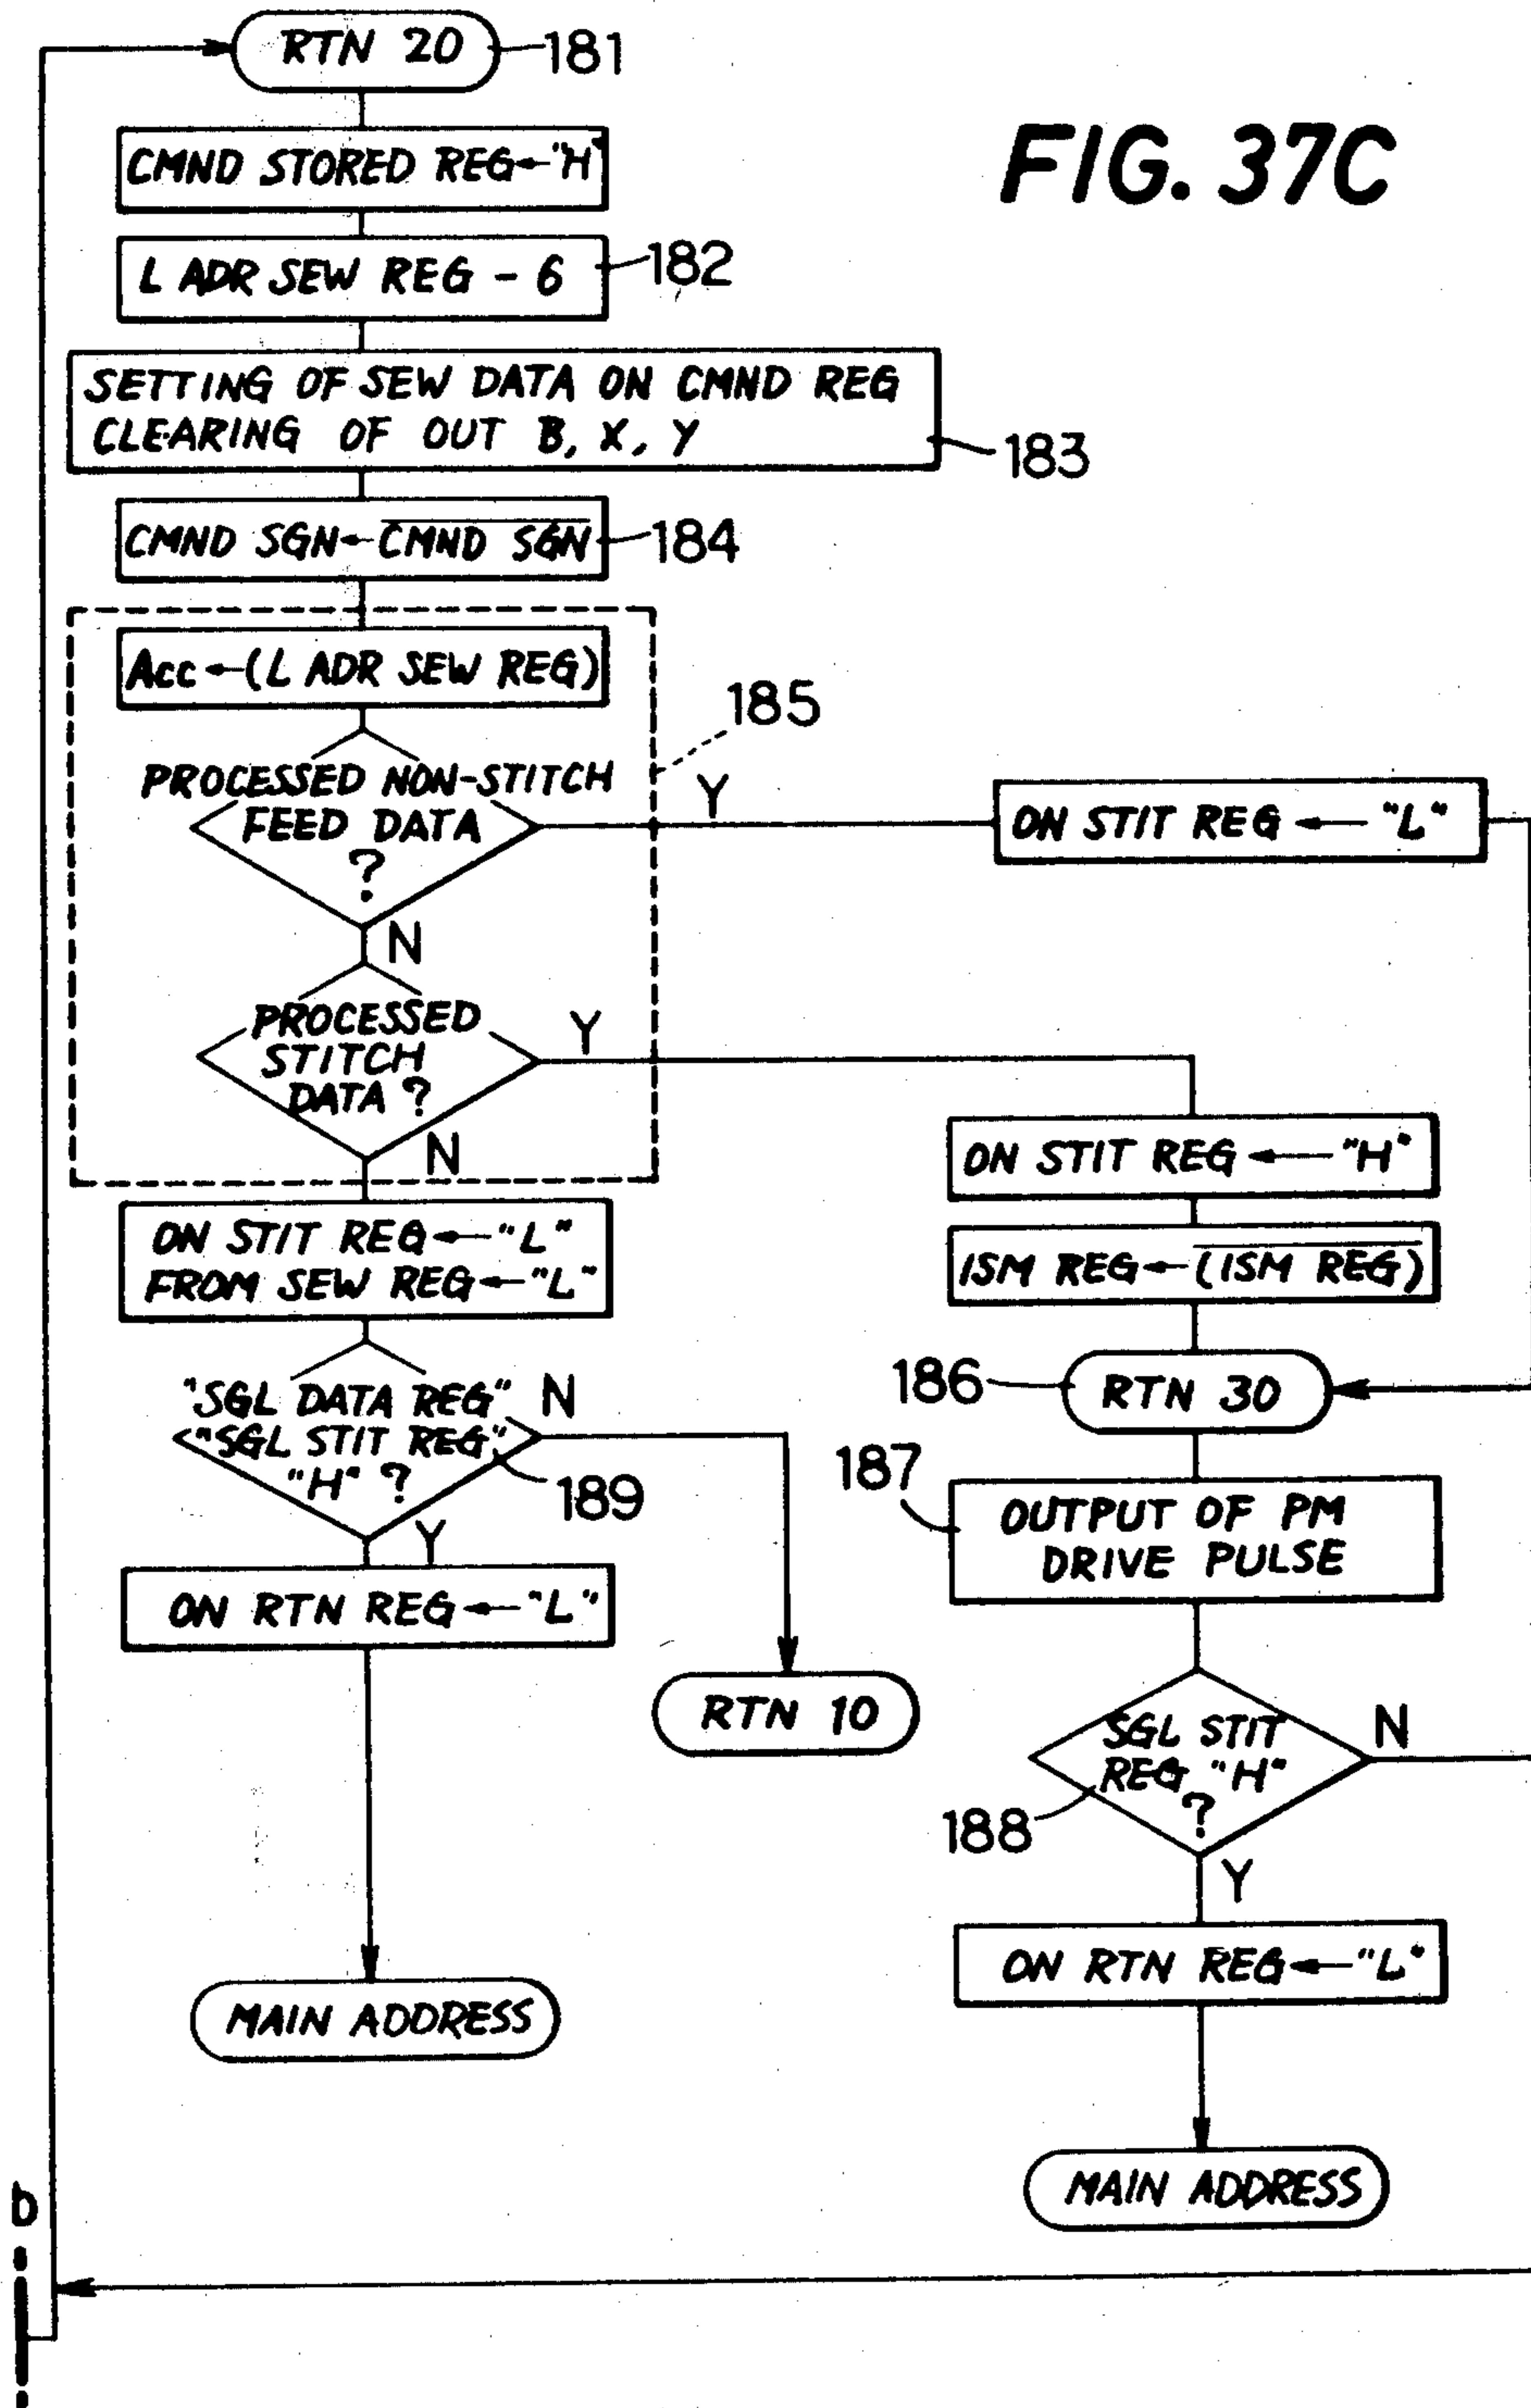 RTN 20
181
FIG. 37C
CMND STORED REG←"H"
L ADR SEW REG - 6
182
SETTING OF SEW DATA ON CMND REG
CLEARING OF OUT B, X, Y
183
CMND SGN←C̅M̅N̅D̅ ̅S̅G̅N̅
184
Acc←(L ADR SEW REG)
185
PROCESSED NON-STITCH
FEED DATA
?
Y
ON STIT REG ← "L"
N
PROCESSED
STITCH
DATA ?
Y
N
ON STIT REG ← "H"
ISM REG←(̅I̅S̅M̅ ̅R̅E̅G̅)̅
ON STIT REG←"L"
FROM SEW REG←"L"
186
RTN 30
"SGL DATA REG"
"SGL STIT REG"
"H" ?
N
189
Y
187
OUTPUT OF PM
DRIVE PULSE
ON RTN REG←"L"
RTN 10
SGL STIT
REG "H"
?
N
188
Y
ON RTN REG←"L"
MAIN ADDRESS
MAIN ADDRESS
b